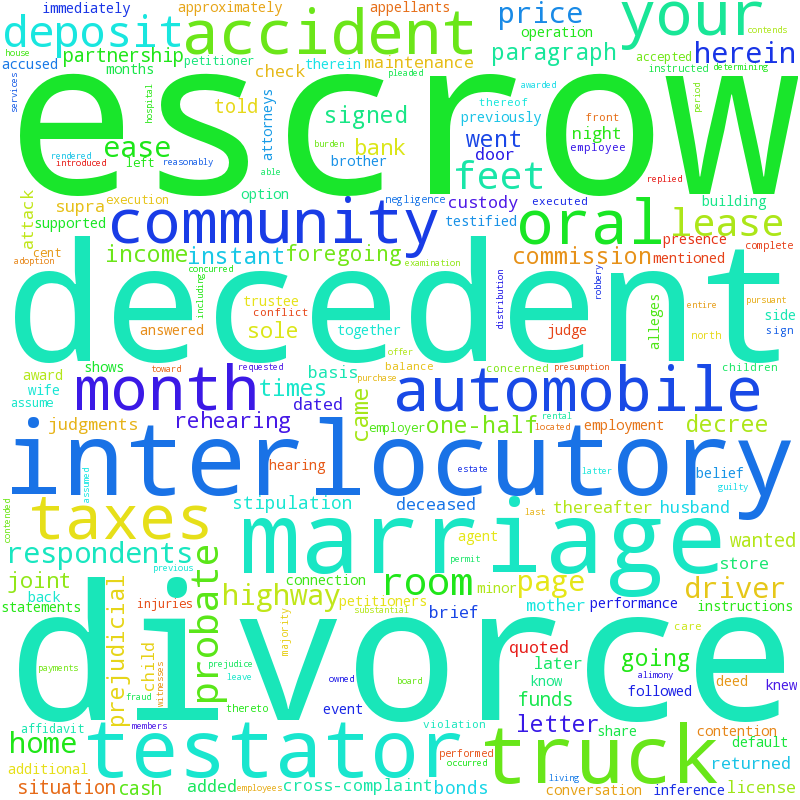 immediately approximately appellants price operation contends
deposit accident your
house accused partnership petitioner therein maintenance paragraph accepted herein
months check instructed determining
escrow
services hospital told signed attorneys thereof previously front period pleaded awarded
ease bank went night employee
rendered introduced reasonably left burden brother door feet able replied
attack supra execution option negligence custody executed building
supported community testified oral lease
cent income instant foregoing commission presence mentioned complete
adoption concurred examination
decedent
including trustee conflict distribution robbery entire pursuant
answered sole together judge alleges north side sign
shows toward requested basis offer balance concerned presumption children
award wife month times purchase automobile
assume dated came
judgments rehearing employer one-half rental located employment decree
interlocutory
hearing estate latter belief guilty
contended assumed stipulation deceased last thereafter husband
taxes marriage agent wanted
respondents previous connection permit store
joint probate room minor page driver
back statements injuries highway petitioners brief mother performance instructions
prejudicial substantial care
divorce
child majority quoted going
payments witnesses prejudice later know alimony deed knew
fraud leave owned board funds followed
members thereto event letter share contention
affidavit violation default
home testator truck
additional performed occurred returned
situation cash added employees cross-complaint bonds living conversation inference license